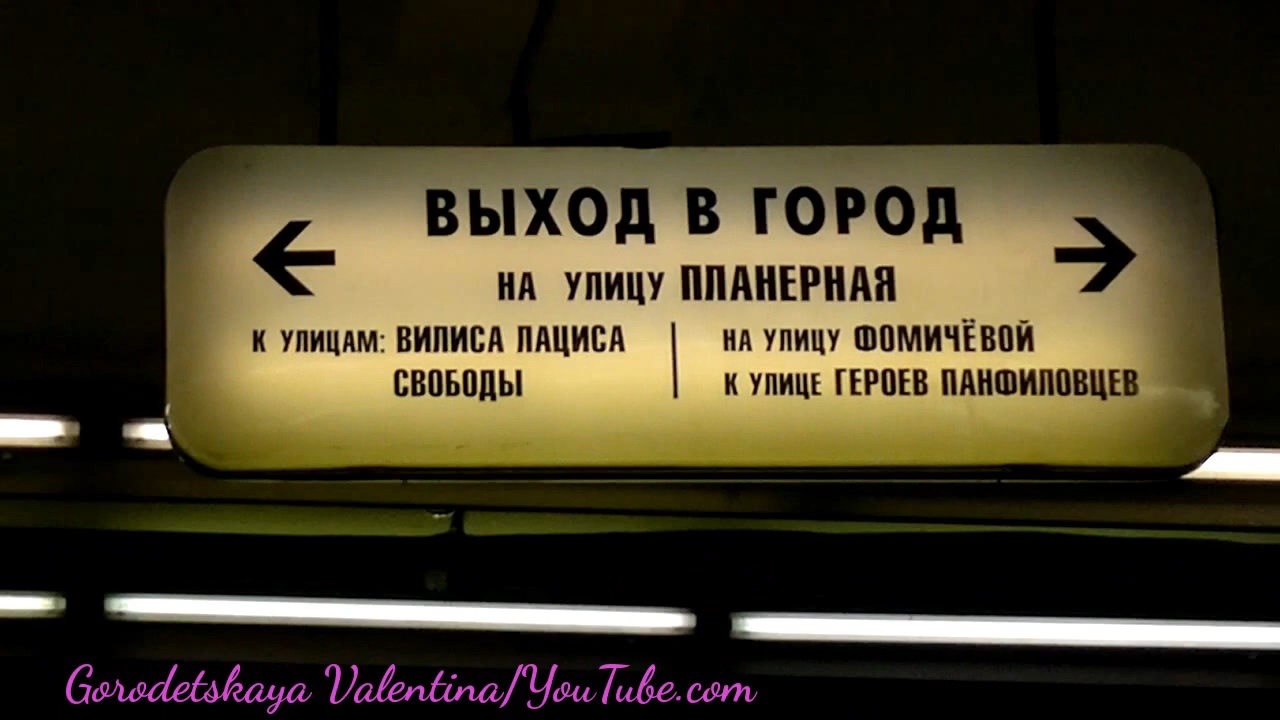 ВЫХОД В ГОРОД
НА УЛИЦУ ПЛАНЕРНАЯ
К УЛИЦАМ: ВИЛИСА ЛАЦИСА
СВОБОДЫ
НА УЛИЦУ ФОМИЧЁВОЙ
К УЛИЦЕ ГЕРОЕВ ПАНФИЛОВЦЕВ
Gorodetskaya Valentina/YouTube.com